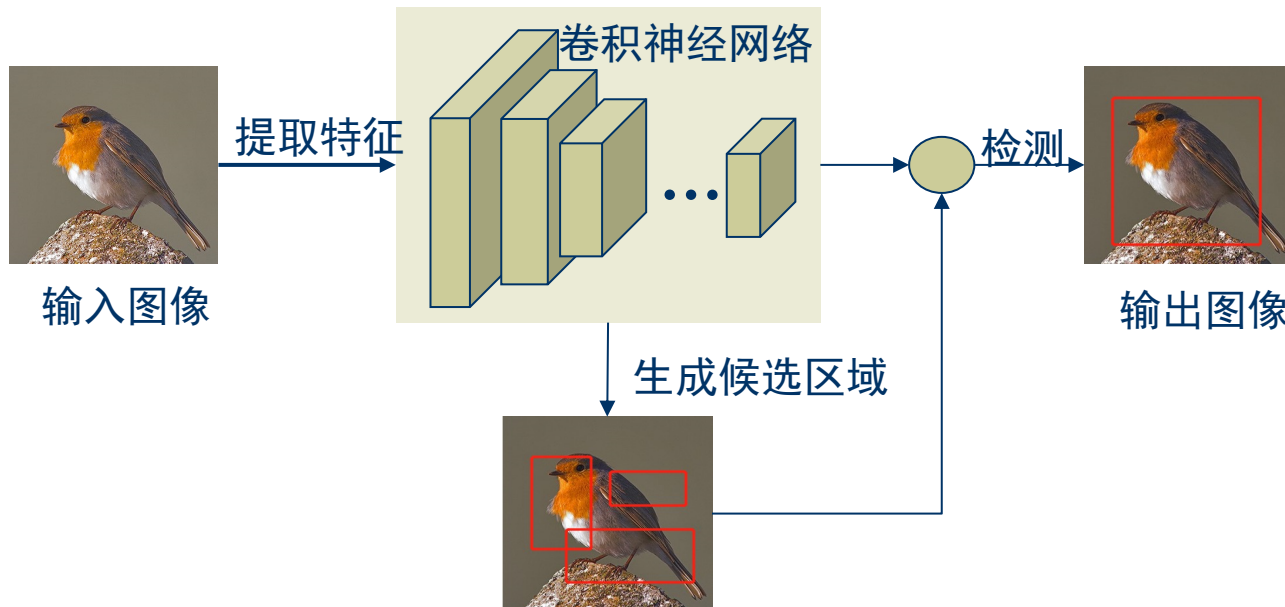 卷积神经网络
提取特征
检测
输入图像
输出图像
生成候选区域